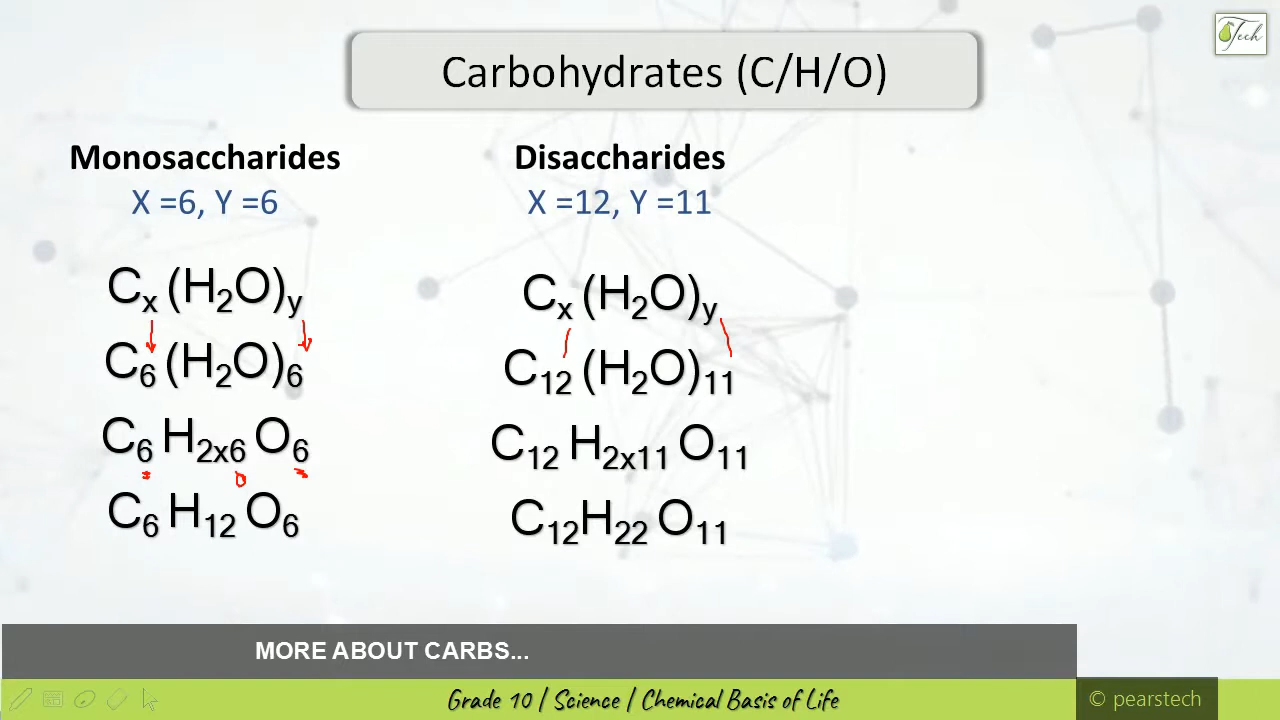 Tech
Carbohydrates (C/H/O)
Monosaccharides
X =6, Y =6
Cₓ (H₂O)ᵧ
C₆ (H₂O)₆
C₆ H₂ₓ₆ O₆
C₆ H₁₂ O₆
Disaccharides
X =12, Y =11
Cₓ (H₂O)ᵧ
C₁₂ (H₂O)₁₁
C₁₂ H₂ₓ₁₁ O₁₁
C₁₂H₂₂ O₁₁
MORE ABOUT CARBS...
Grade 10 | Science | Chemical Basis of Life
© pearstech